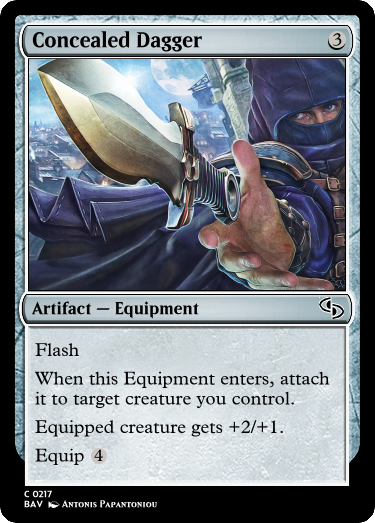 Concealed Dagger 3
Artifact — Equipment
Flash
When this Equipment enters, attach
it to target creature you control.
Equipped creature gets +2/+1.
Equip 4
C 0217
BAV Antonis Papantoniou